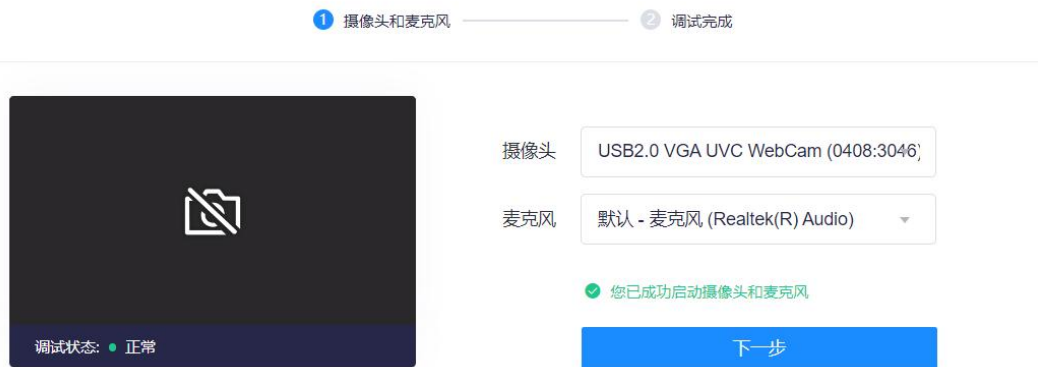 1 摄像头和麦克风 2 调试完成
摄像头 USB2.0 VGA UVC WebCam (0408:3046)
麦克风 默认 - 麦克风 (Realtek(R) Audio)
您已成功启动摄像头和麦克风
调试状态: 正常
下一步